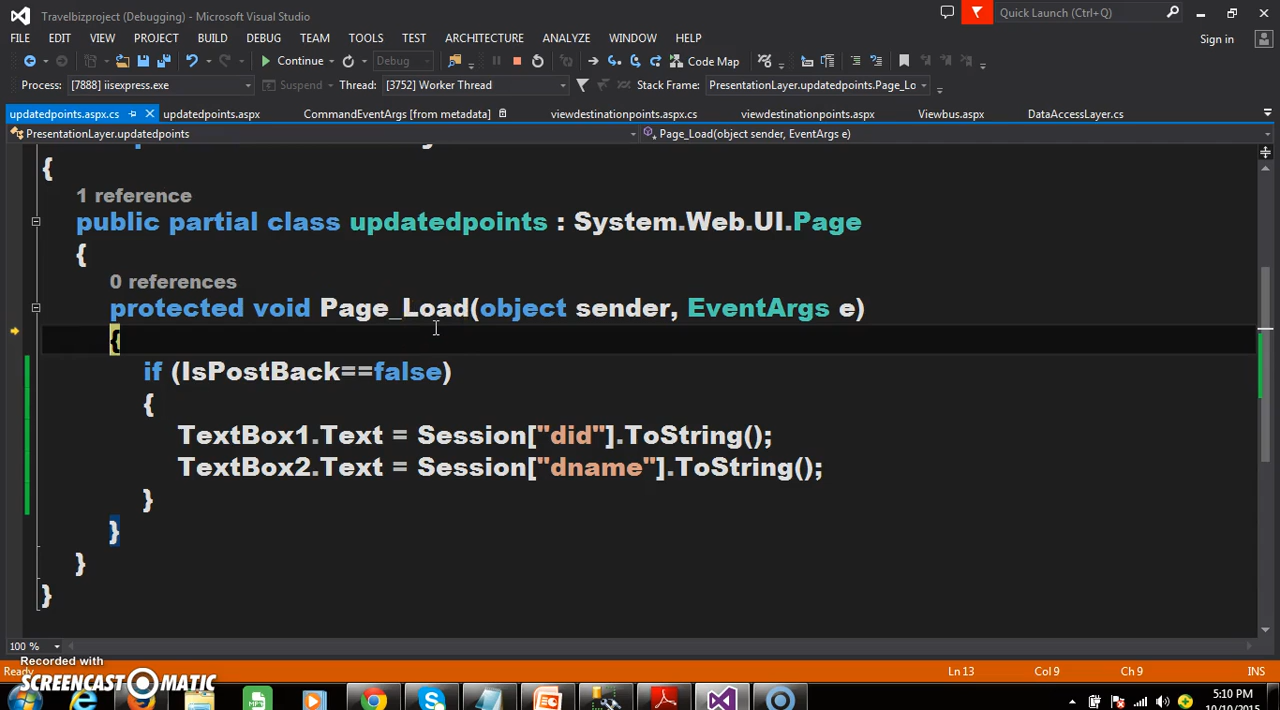 Travelbizproject (Debugging) - Microsoft Visual Studio
Quick Launch (Ctrl+Q)
FILE EDIT VIEW PROJECT BUILD DEBUG TEAM TOOLS TEST ARCHITECTURE ANALYZE WINDOW HELP
Sign in
Continue Debug Code Map
Process: [7888] iisexpress.exe Suspend Thread: [3752] Worker Thread Stack Frame: PresentationLayer.updatedpoints.Page_Lo
updatedpoints.aspx.cs updatedpoints.aspx CommandEventArgs [from metadata] viewdestinationpoints.aspx.cs viewdestinationpoints.aspx Viewbus.aspx DataAccessLayer.cs
PresentationLayer.updatedpoints Page_Load(object sender, EventArgs e)
{
1 reference
public partial class updatedpoints : System.Web.UI.Page
{
0 references
protected void Page_Load(object sender, EventArgs e)
{
if (IsPostBack==false)
{
TextBox1.Text = Session["did"].ToString();
TextBox2.Text = Session["dname"].ToString();
}
}
}
}
100 %
Recorded with
SCREENCAST MATIC
Ready Ln 13 Col 9 Ch 9 INS
5:10 PM
10/10/2015